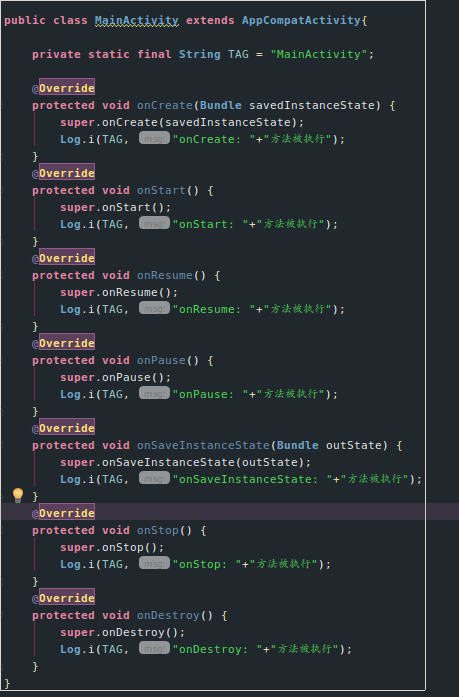 public class MainActivity extends AppCompatActivity{
private static final String TAG = "MainActivity";
@Override
protected void onCreate(Bundle savedInstanceState) {
super.onCreate(savedInstanceState);
Log.i(TAG, msg: "onCreate: "+"方法被执行");
}
@Override
protected void onStart() {
super.onStart();
Log.i(TAG, msg: "onStart: "+"方法被执行");
}
@Override
protected void onResume() {
super.onResume();
Log.i(TAG, msg: "onResume: "+"方法被执行");
}
@Override
protected void onPause() {
super.onPause();
Log.i(TAG, msg: "onPause: "+"方法被执行");
}
@Override
protected void onSaveInstanceState(Bundle outState) {
super.onSaveInstanceState(outState);
Log.i(TAG, msg: "onSaveInstanceState: "+"方法被执行");
}
@Override
protected void onStop() {
super.onStop();
Log.i(TAG, msg: "onStop: "+"方法被执行");
}
@Override
protected void onDestroy() {
super.onDestroy();
Log.i(TAG, msg: "onDestroy: "+"方法被执行");
}
}